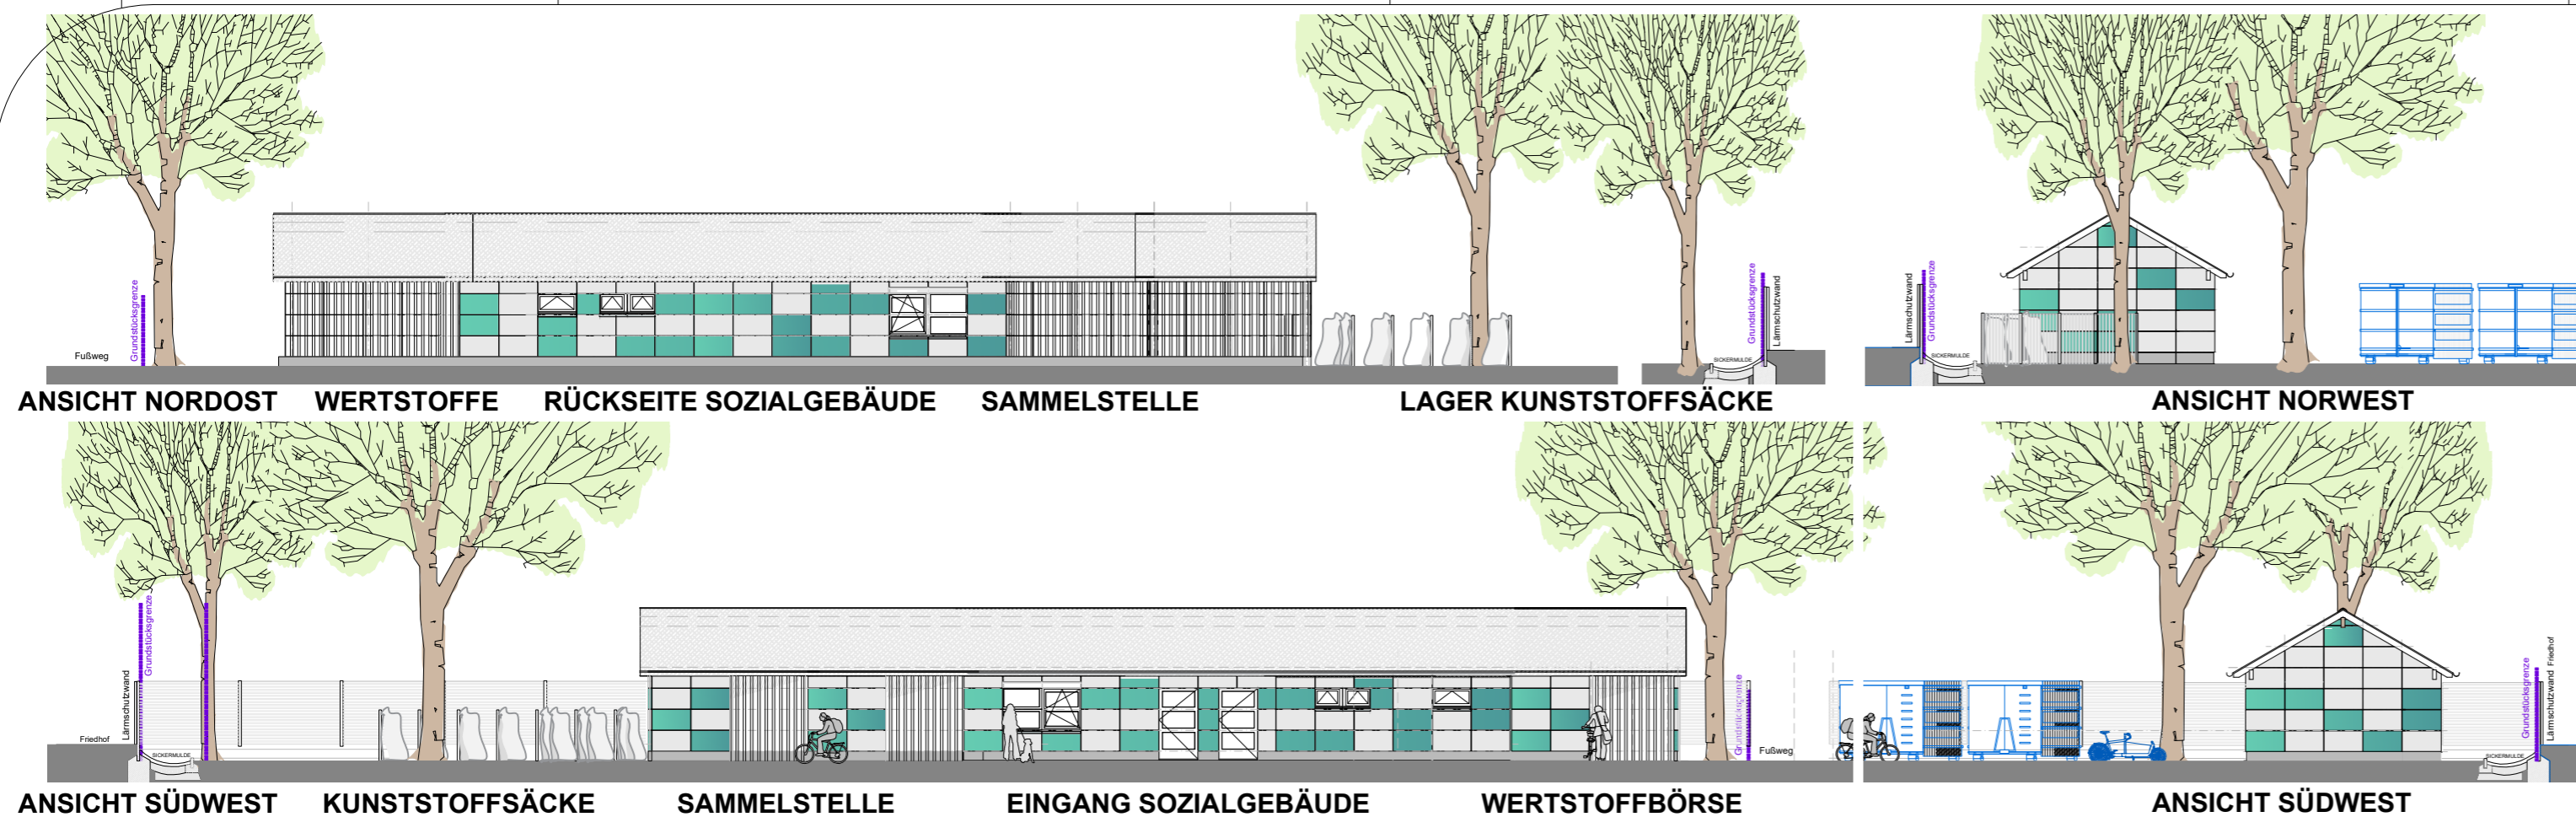 Fußweg
Grundstücksgrenze
SICKERMULDE
Grundstücksgrenze
Lärmschutzwand
Lärmschutzwand
Grundstücksgrenze
SICKERMULDE
ANSICHT NORDOST WERTSTOFFE RÜCKSEITE SOZIALGEBÄUDE SAMMELSTELLE LAGER KUNSTSTOFFSÄCKE ANSICHT NORWEST
Friedhof
Lärmschutzwand
Grundstücksgrenze
SICKERMULDE
Grundstücksgrenze
Fußweg
SICKERMULDE
Grundstücksgrenze
Lärmschutzwand Friedhof
ANSICHT SÜDWEST KUNSTSTOFFSÄCKE SAMMELSTELLE EINGANG SOZIALGEBÄUDE WERTSTOFFBÖRSE ANSICHT SÜDWEST